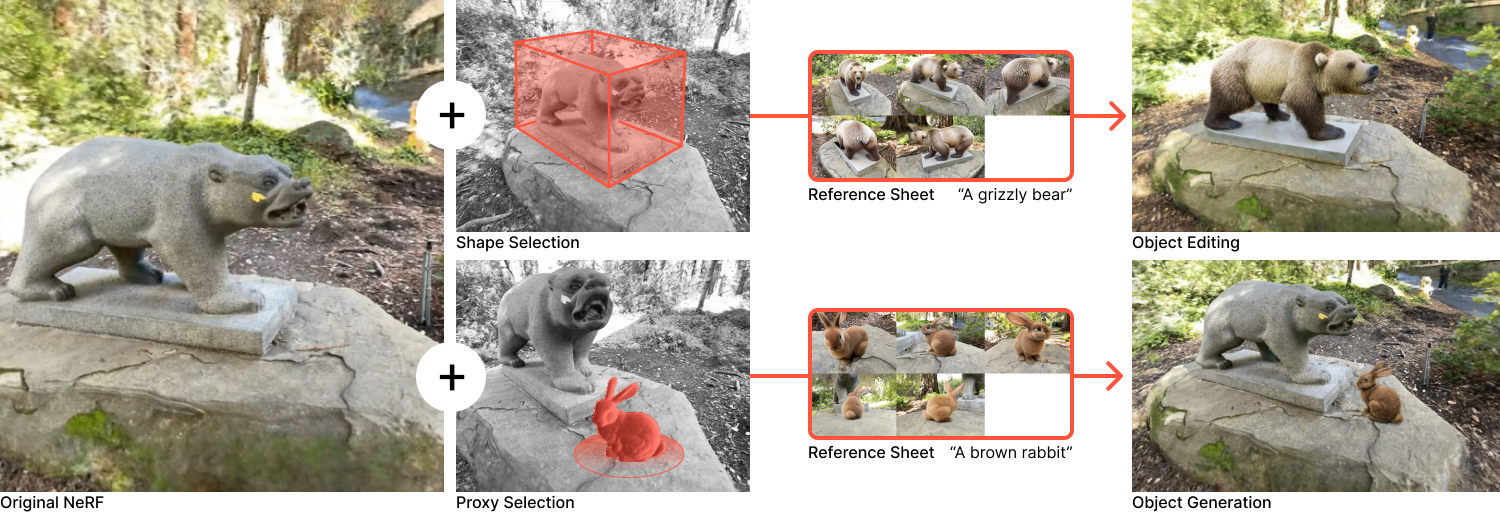 Reference Sheet “A grizzly bear”
Shape Selection
Object Editing
Reference Sheet “A brown rabbit”
Original NeRF
Proxy Selection
Object Generation